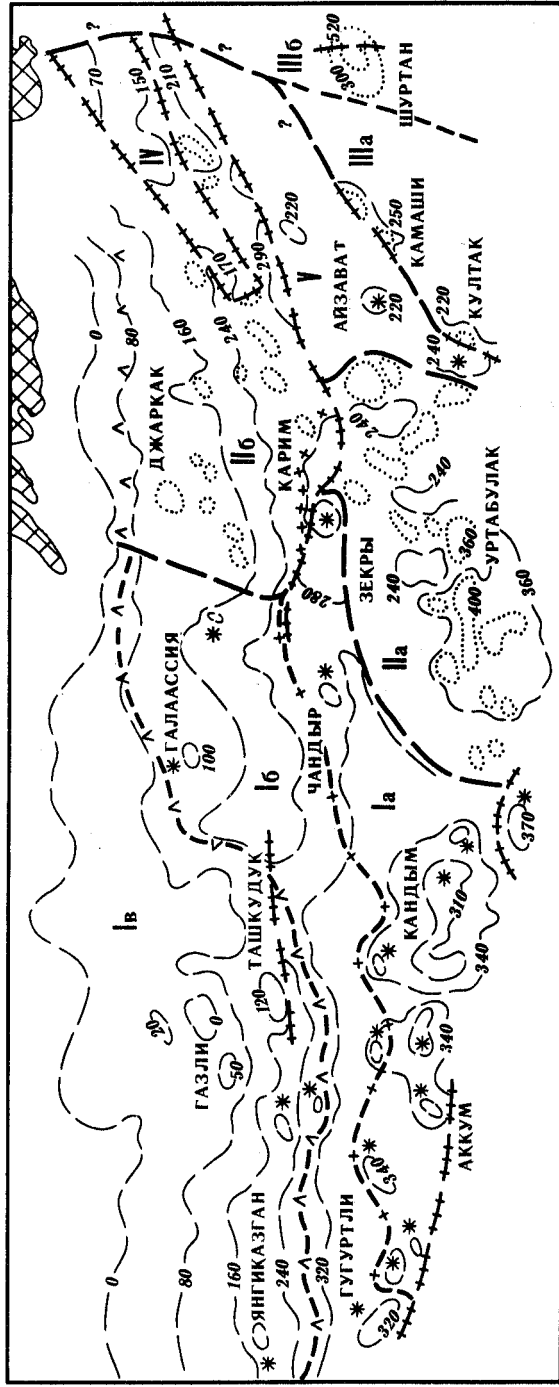 70
?
150
210
?
IV
IIIб
520
300
ШУРТАН
?
IIIа
170
290
220
V
АЙЗАВАТ
220
250
КАМАШИ
220
240
КУЛТАК
0
80
160
240
ДЖАРКАК
IIб
КАРИМ
240
280
ЗЕКРЫ
240
240
360
УРТАБУЛАК
400
IIа
360
ГАЛААССИЯ
100
Iб
ЧАНДЫР
Iа
370
Iв
ТАШКУДУК
КАНДЫМ
310
340
20
0
ГАЗЛИ
50
120
340
АККУМ
ЯНГИКАЗГАН
0
80
160
240
320
340
ГУГУРТЛИ
320